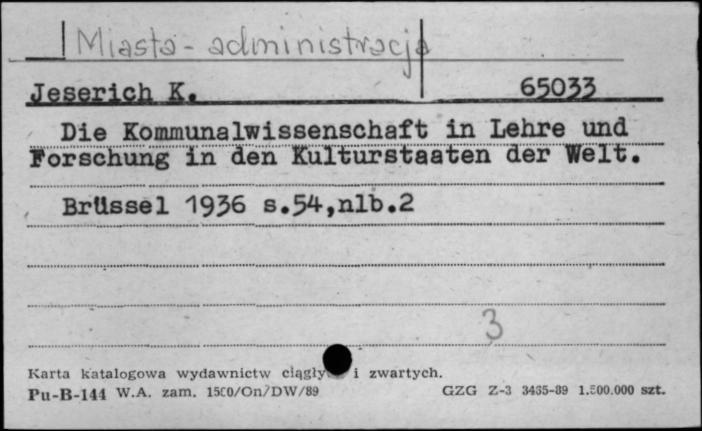 Miasta - administracja
Jeserich K. 65033
Die Kommunalwissenschaft in Lehre und
Forschung in den Kulturstaaten der Welt.
Brüssel 1936 s.54,nlb.2
3
Karta katalogowa wydawnictw ciągły i zwartych.
Pu-B-144 W.A. zam. 1500/On/DW/89 GZG Z-3 3435-89 1.500.000 szt.